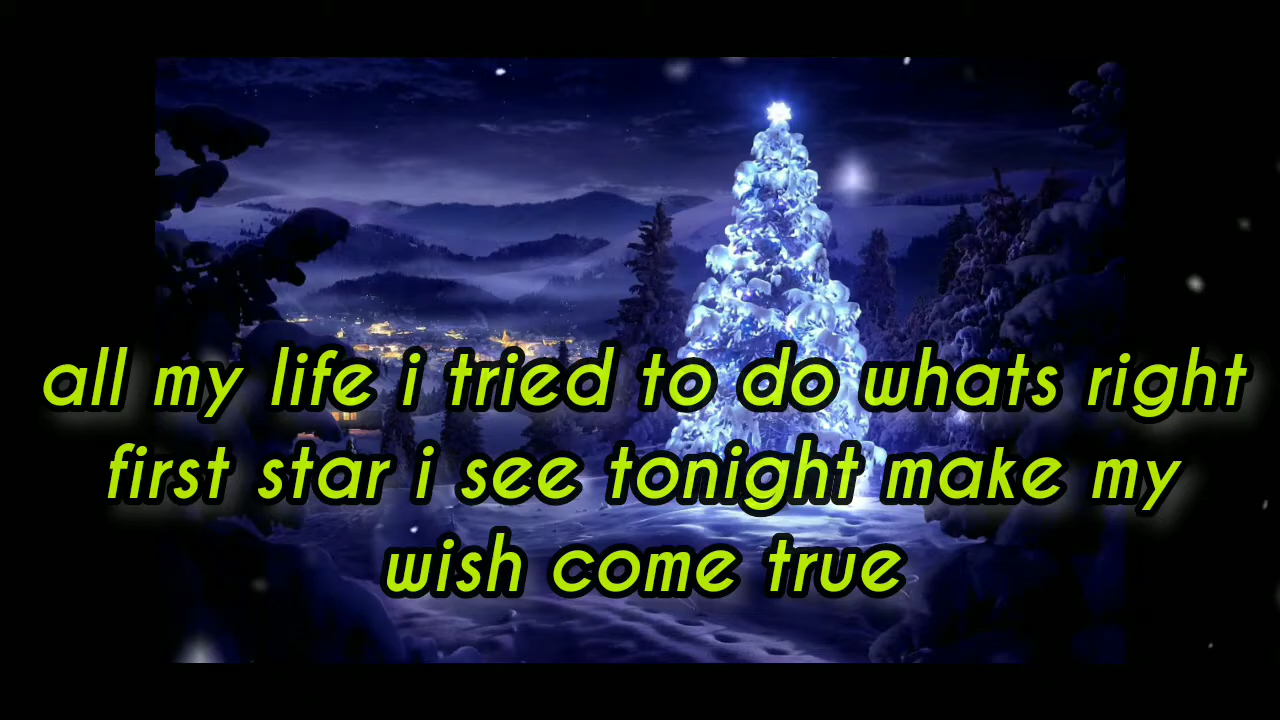 all my life i tried to do whats right
first star i see tonight make my
wish come true